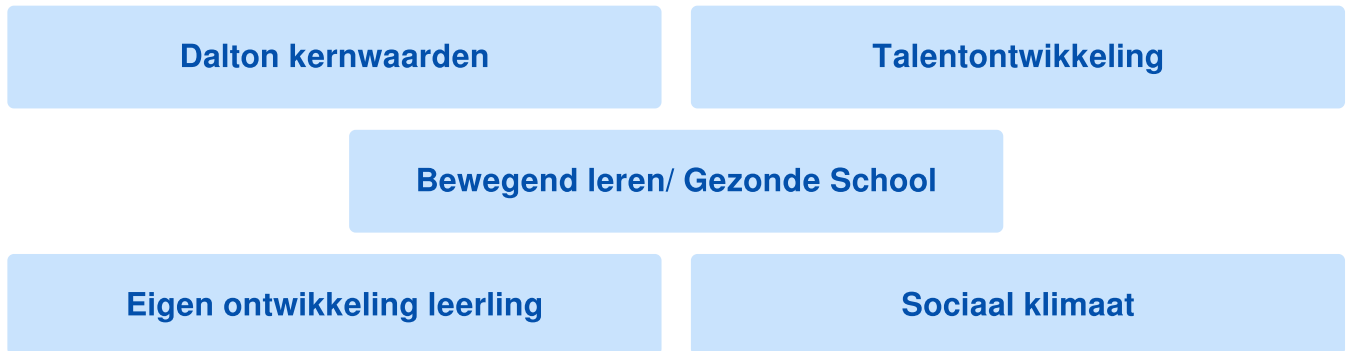 Dalton kernwaarden
Talentontwikkeling
Bewegend leren/ Gezonde School
Eigen ontwikkeling leerling
Sociaal klimaat